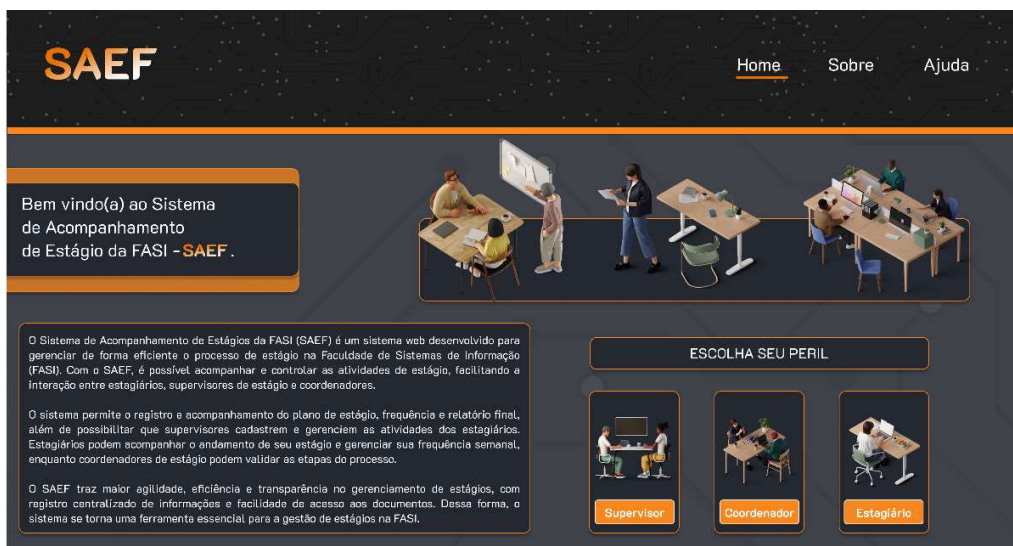 SAEF
Home Sobre Ajuda
Bem vindo(a) ao Sistema
de Acompanhamento
de Estágio da FASI - SAEF .
O Sistema de Acompanhamento de Estágios da FASI (SAEF) é um sistema web desenvolvido para
gerenciar de forma eficiente o processo de estágio na Faculdade de Sistemas de Informação
(FASI). Com o SAEF, é possível acompanhar e controlar as atividades de estágio, facilitando a
interação entre estagiários, supervisores de estágio e coordenadores.
O sistema permite o registro e acompanhamento do plano de estágio, frequência e relatório final,
além de possibilitar que supervisores cadastrem e gerenciem as atividades dos estagiários.
Estagiários podem acompanhar o andamento de seu estágio e gerenciar sua frequência semanal,
enquanto coordenadores de estágio podem validar as etapas do processo.
O SAEF traz maior agilidade, eficiência e transparência no gerenciamento de estágios, com
registro centralizado de informações e facilidade de acesso aos documentos. Dessa forma, o
sistema se torna uma ferramenta essencial para a gestão de estágios na FASI.
ESCOLHA SEU PERIL
Supervisor Coordenador Estagiário